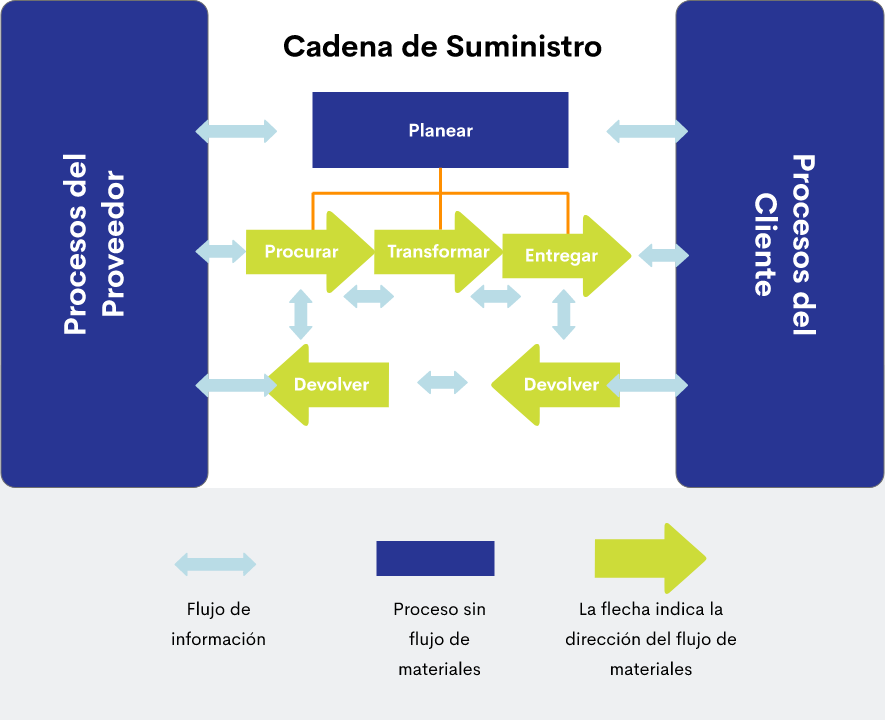 Cadena de Suministro
Procesos del
Proveedor
Planear
Procurar
Transformar
Entregar
Devolver
Devolver
Procesos del
Cliente
Flujo de
información
Proceso sin
flujo de
materiales
La flecha indica la
dirección del flujo de
materiales